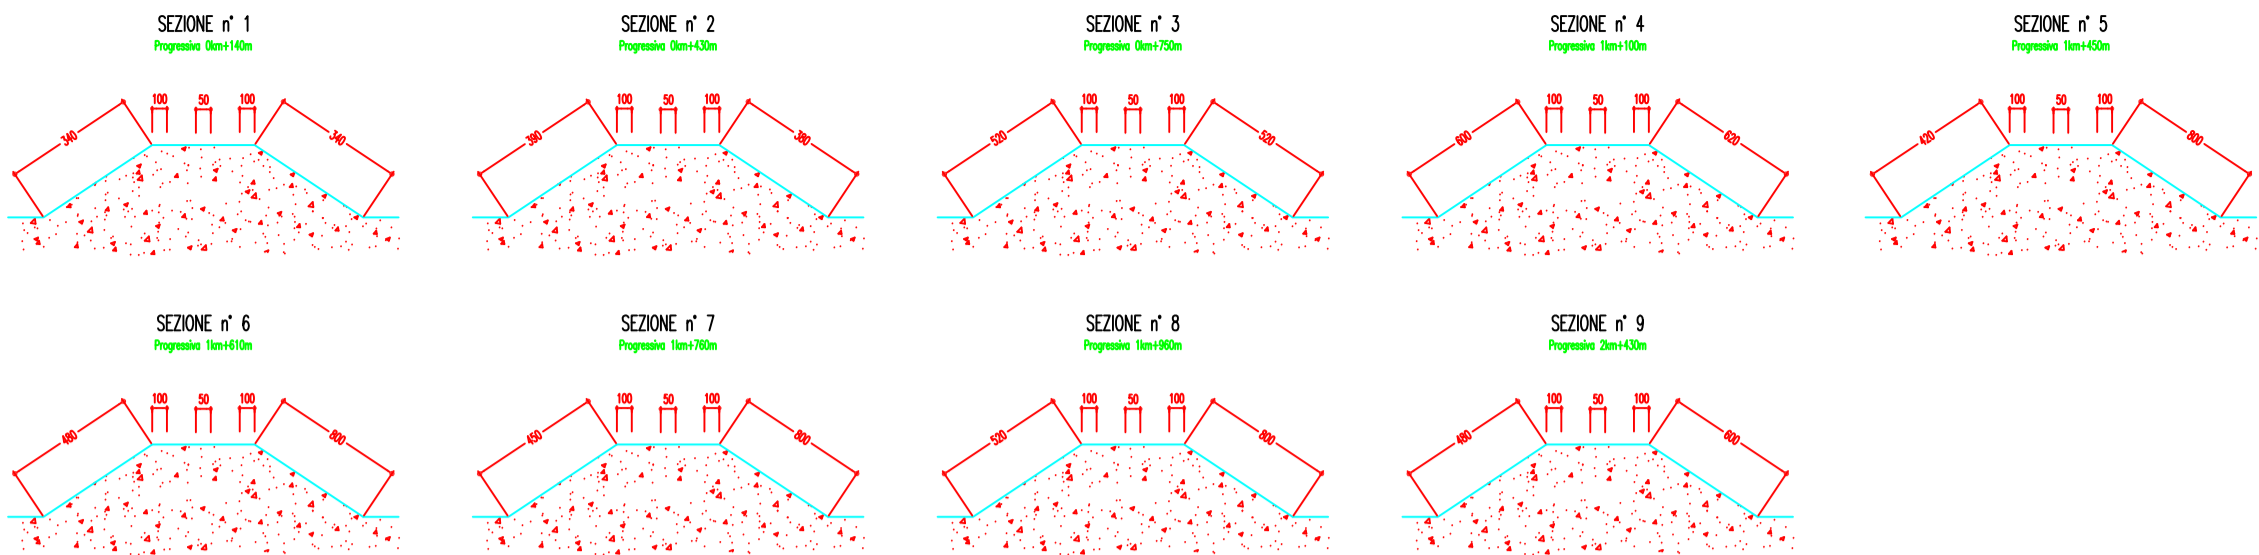 SEZIONE n° 1
Progressiva 0km+140m
100 50 100
340 340
SEZIONE n° 2
Progressiva 0km+430m
100 50 100
390 380
SEZIONE n° 3
Progressiva 0km+750m
100 50 100
520 520
SEZIONE n° 4
Progressiva 1km+100m
100 50 100
600 620
SEZIONE n° 5
Progressiva 1km+450m
100 50 100
420 800
SEZIONE n° 6
Progressiva 1km+610m
100 50 100
480 800
SEZIONE n° 7
Progressiva 1km+760m
100 50 100
450 800
SEZIONE n° 8
Progressiva 1km+960m
100 50 100
520 800
SEZIONE n° 9
Progressiva 2km+430m
100 50 100
480 600